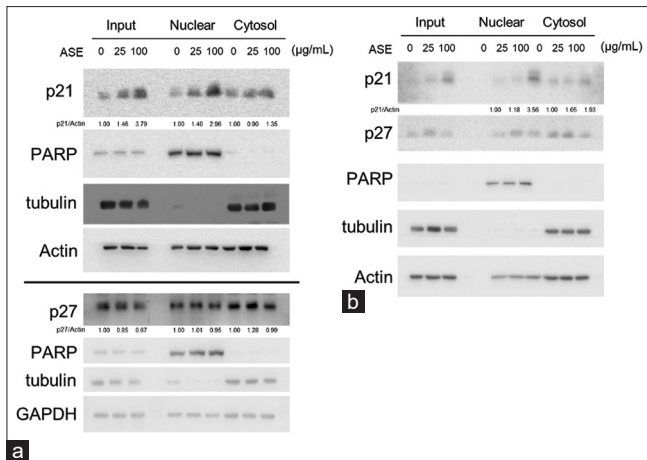 Input Nuclear Cytosol
ASE 0 25 100 0 25 100 0 25 100 (μg/mL)
p21
p21/Actin 1.00 1.46 3.79 1.00 1.40 2.96 1.00 0.90 1.35
PARP
tubulin
Actin
p27
p27/Actin 1.00 0.85 0.67 1.00 1.01 0.95 1.00 1.28 0.99
PARP
tubulin
GAPDH
a
Input Nuclear Cytosol
ASE 0 25 100 0 25 100 0 25 100 (μg/mL)
p21
p21/Actin 1.00 1.18 3.56 1.00 1.05 1.93
p27
PARP
tubulin
Actin
b